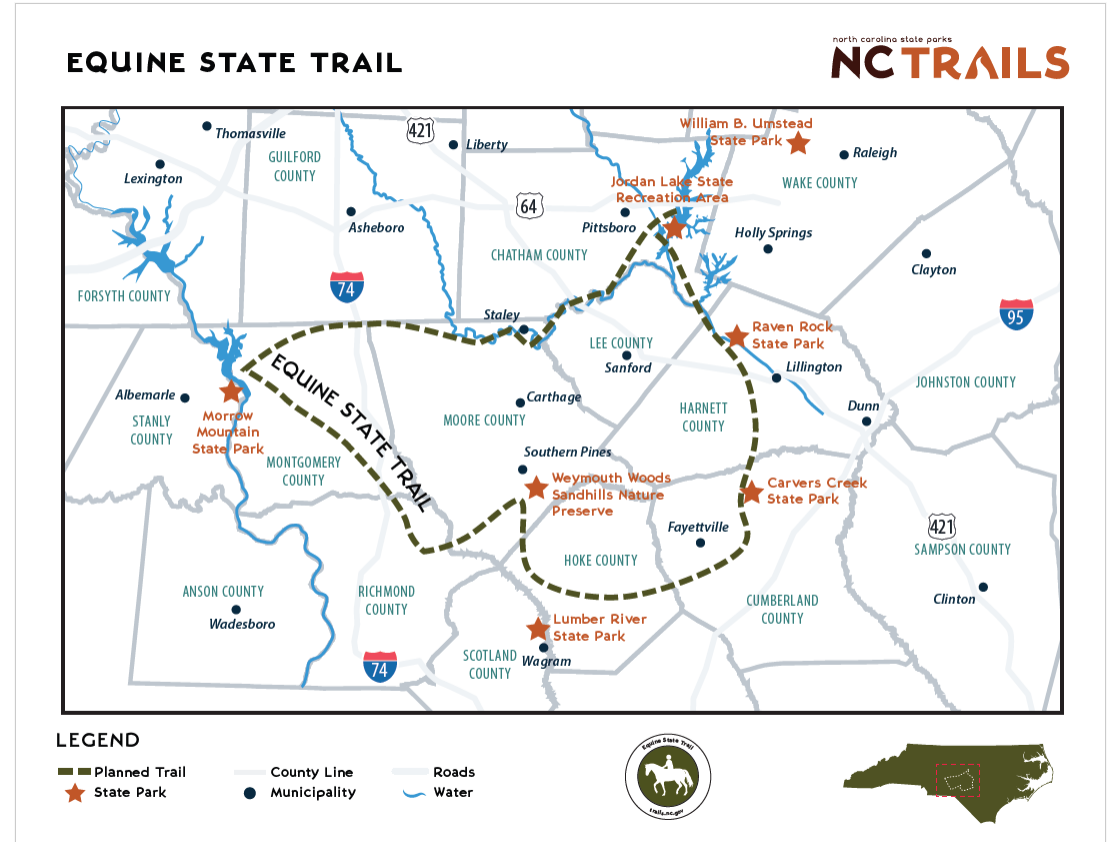 north carolina state parks
EQUINE STATE TRAIL
NC TRAILS
421
William B. Umstead
State Park
Thomasville
Liberty
Raleigh
GUILFORD
COUNTY
Lexington
WAKE COUNTY
Jordan Lake State
Recreation Area
64
Asheboro
Pittsboro
Holly Springs
CHATHAM COUNTY
Clayton
FORSYTH COUNTY
74
95
Staley
Raven Rock
State Park
LEE COUNTY
Sanford
Lillington
EQUINE STATE TRAIL
JOHNSTON COUNTY
Albemarle
Carthage
Dunn
Morrow
Mountain
State Park
STANLY
COUNTY
MOORE COUNTY
HARNETT
COUNTY
Southern Pines
MONTGOMERY
COUNTY
Weymouth Woods
Sandhills Nature
Preserve
Carvers Creek
State Park
Fayettville
421
SAMPSON COUNTY
HOKE COUNTY
ANSON COUNTY
RICHMOND
COUNTY
Clinton
CUMBERLAND
COUNTY
Wadesboro
Lumber River
State Park
74
SCOTLAND
COUNTY
Wagram
LEGEND
Planned Trail
County Line
Roads
State Park
Municipality
Water
Equine State Trail
trails.nc.gov